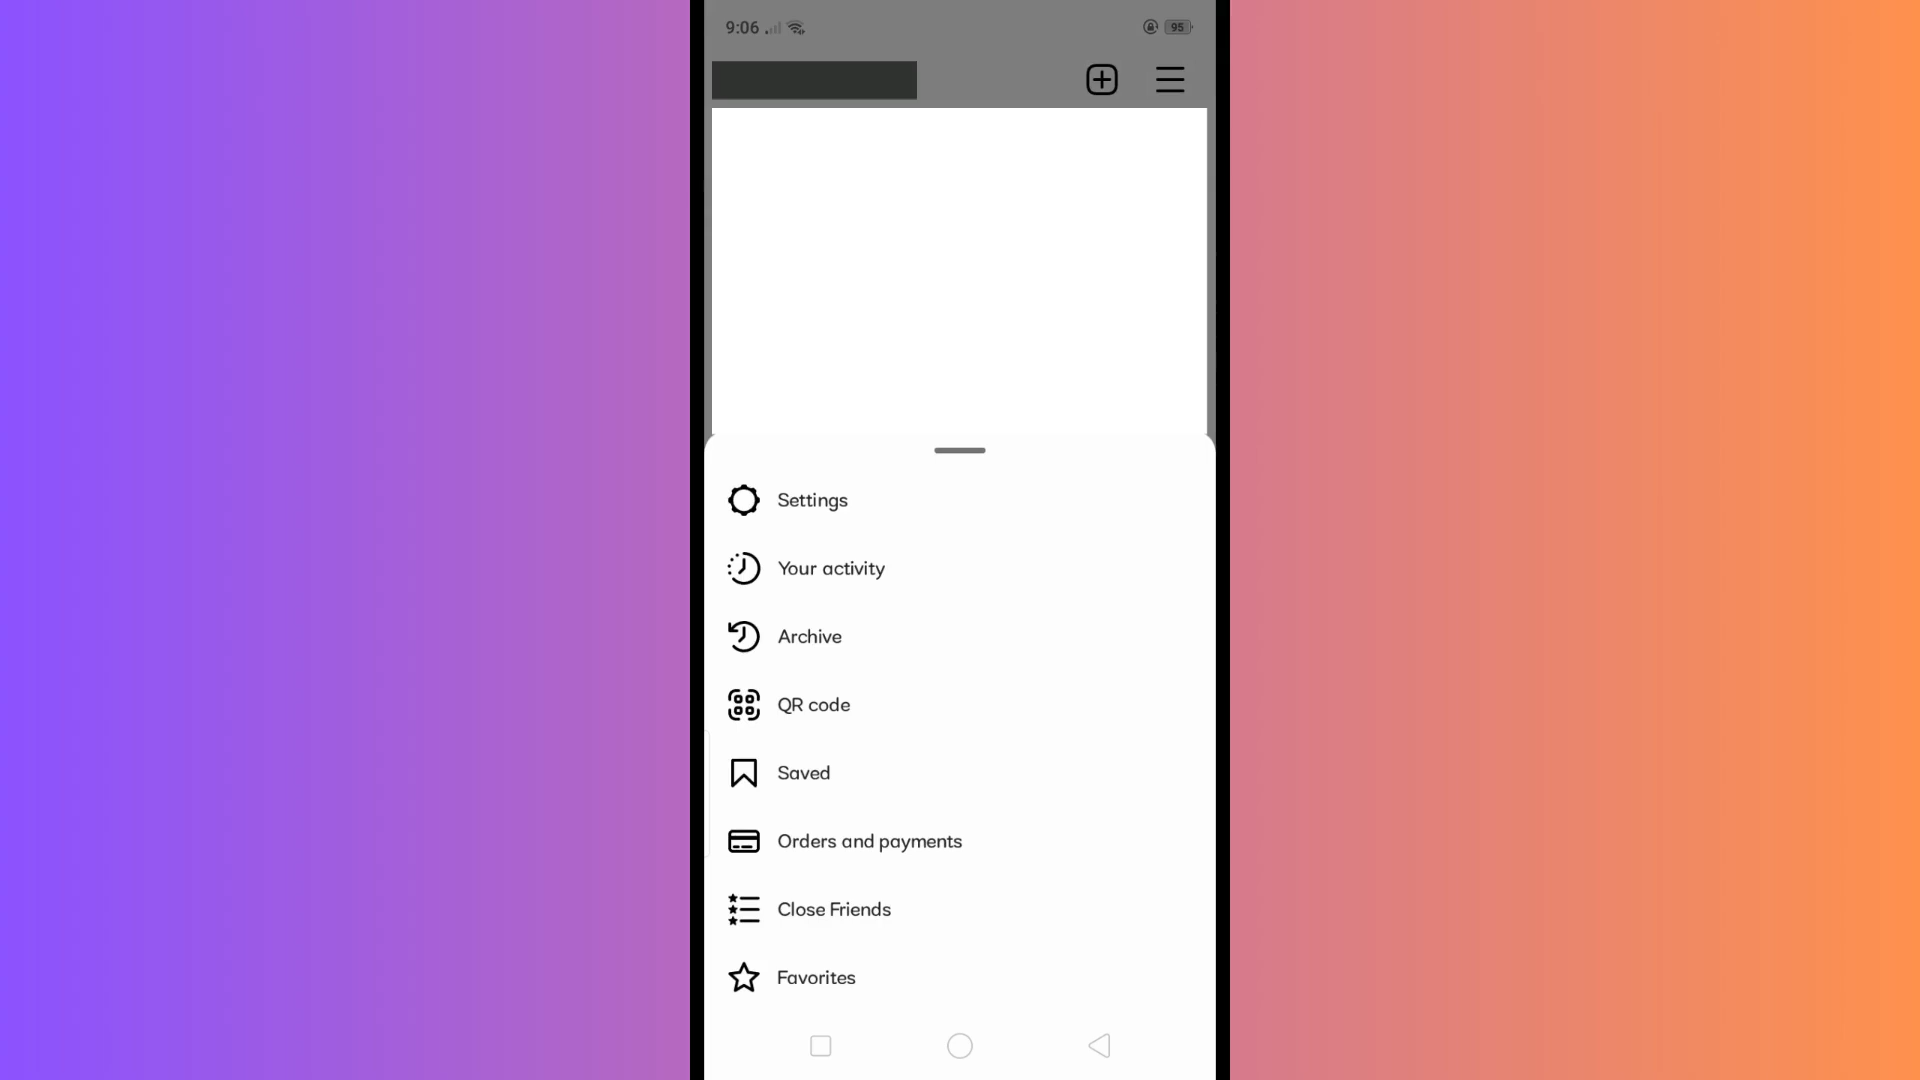 9:06
95
Settings
Your activity
Archive
QR code
Saved
Orders and payments
Close Friends
Favorites